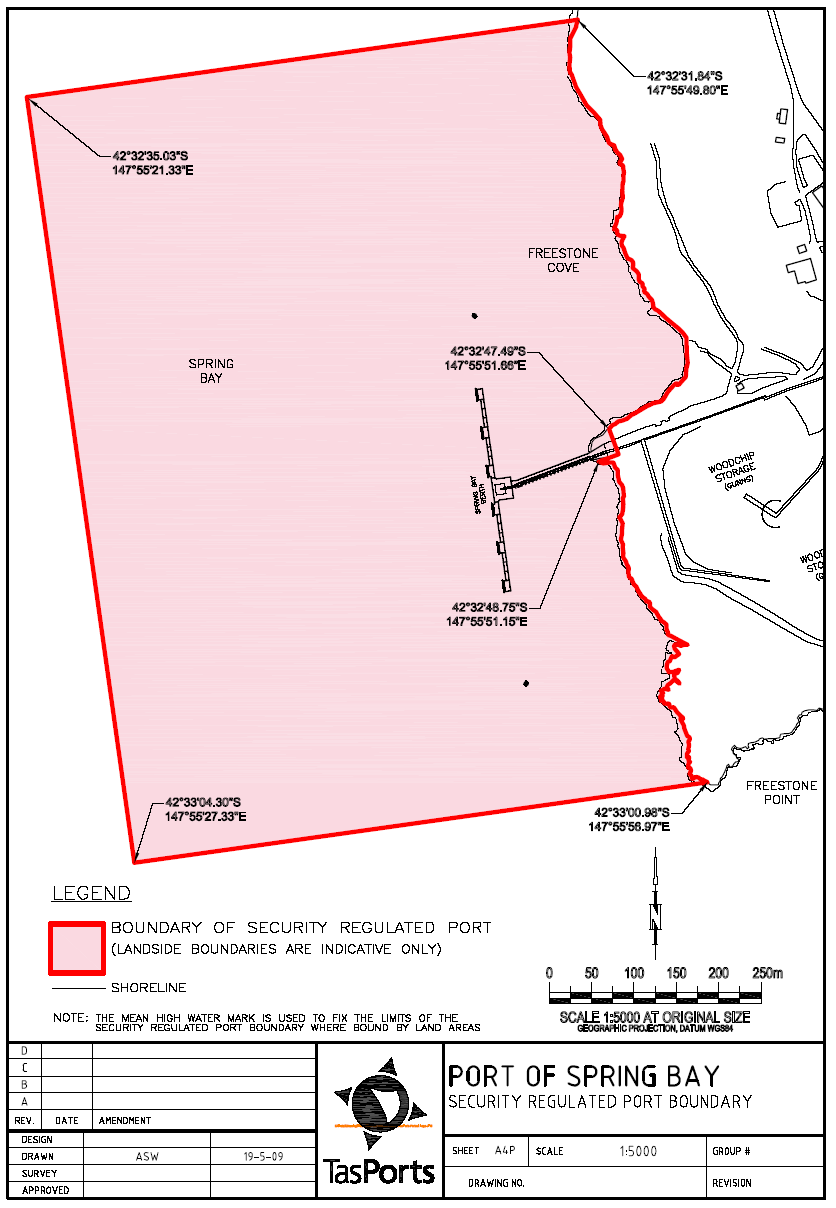 42°32'31.84"S
147°55'49.80"E
42°32'35.03"S
147°55'21.33"E
FREESTONE
COVE
42°32'47.49"S
147°55'51.66"E
SPRING
BAY
WOODCHIP
STORAGE
SPRING BAY
BERTH
42°32'48.75"S
147°55'51.15"E
42°33'04.30"S
147°55'27.33"E
FREESTONE
POINT
42°33'00.98"S
147°55'56.97"E
LEGEND
BOUNDARY OF SECURITY REGULATED PORT
(LANDSIDE BOUNDARIES ARE INDICATIVE ONLY)
SHORELINE
NOTE: THE MEAN HIGH WATER MARK IS USED TO FIX THE LIMITS OF THE
SECURITY REGULATED PORT BOUNDARY WHERE BOUND BY LAND AREAS
N
0 50 100 150 200 250m
SCALE 1:5000 AT ORIGINAL SIZE
GEOGRAPHIC PROJECTION, DATUM WGS84
D
C
B
A
REV. DATE AMENDMENT
DESIGN
DRAWN ASW 19-5-09
SURVEY
APPROVED
TasPorts
PORT OF SPRING BAY
SECURITY REGULATED PORT BOUNDARY
SHEET A4P SCALE 1:5000 GROUP #
DRAWING NO. REVISION